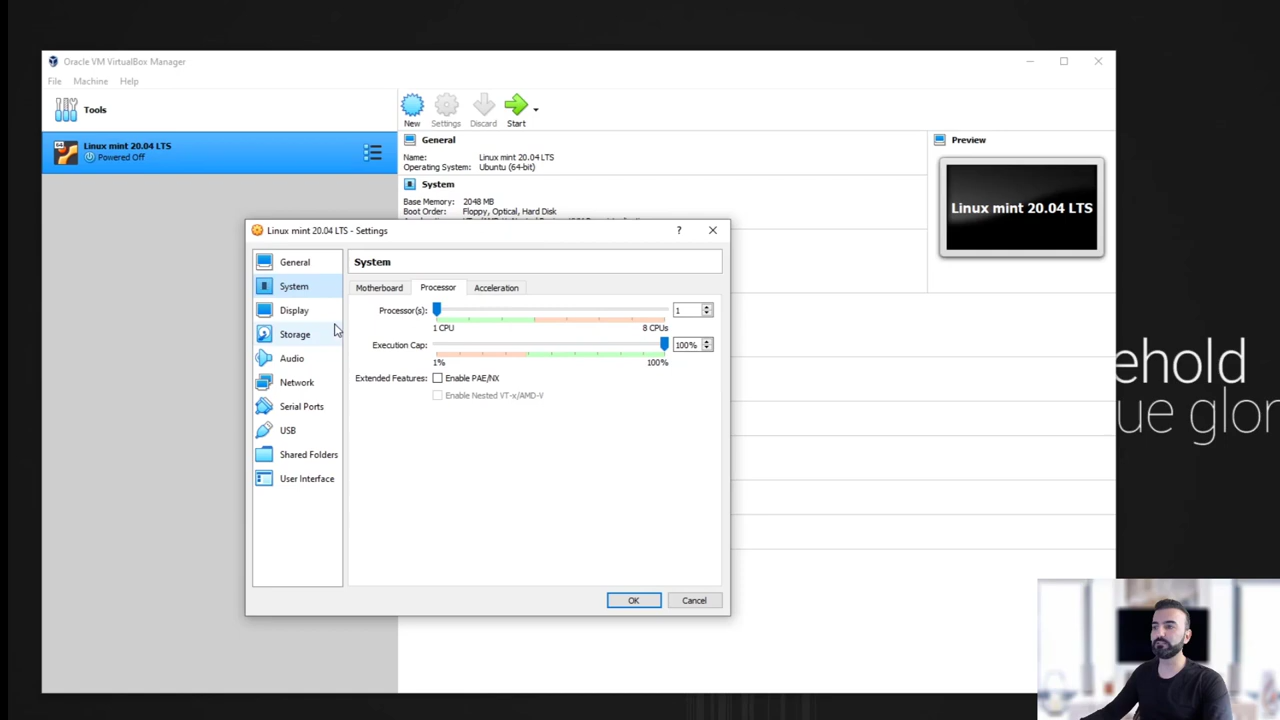 Oracle VM VirtualBox Manager
File Machine Help
Tools
New Settings Discard Start
64
Linux mint 20.04 LTS
Powered Off
General
Name: Linux mint 20.04 LTS
Operating System: Ubuntu (64-bit)
System
Base Memory: 2048 MB
Boot Order: Floppy, Optical, Hard Disk
Preview
Linux mint 20.04 LTS
Linux mint 20.04 LTS - Settings
?
General
System
Display
Storage
Audio
Network
Serial Ports
USB
Shared Folders
User Interface
System
Motherboard Processor Acceleration
Processor(s): 1
1 CPU 8 CPUs
Execution Cap: 100%
1% 100%
Extended Features: Enable PAE/NX
Enable Nested VT-x/AMD-V
OK Cancel
ehold
ue glor